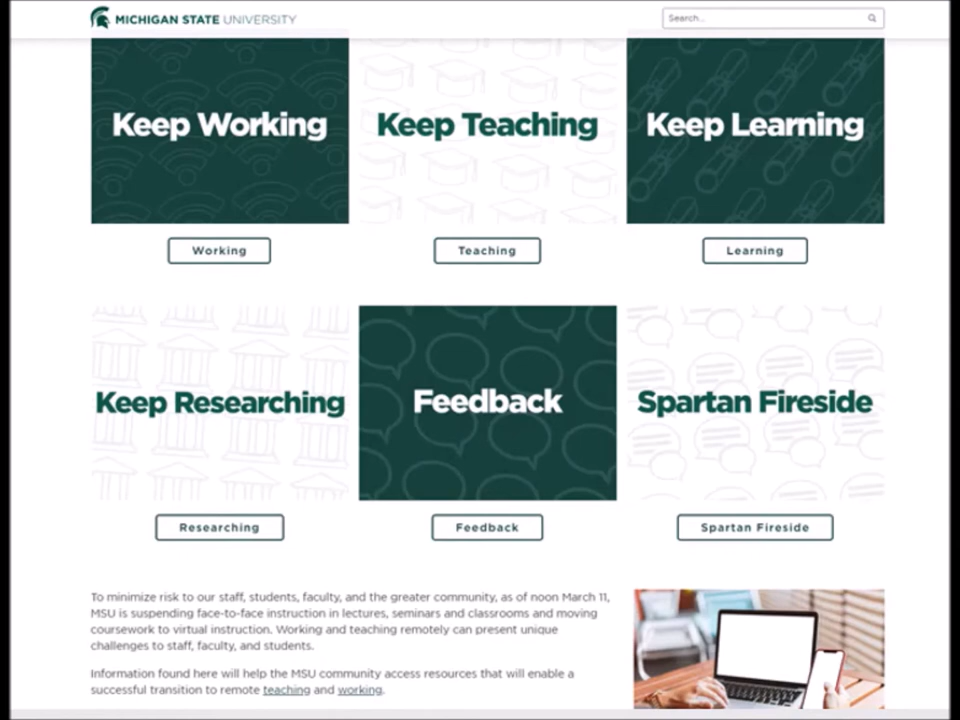 MICHIGAN STATE UNIVERSITY
Search...
Keep Working
Keep Teaching
Keep Learning
Working
Teaching
Learning
Keep Researching
Feedback
Spartan Fireside
Researching
Feedback
Spartan Fireside
To minimize risk to our staff, students, faculty, and the greater community, as of noon March 11,
MSU is suspending face-to-face instruction in lectures, seminars and classrooms and moving
coursework to virtual instruction. Working and teaching remotely can present unique
challenges to staff, faculty, and students.
Information found here will help the MSU community access resources that will enable a
successful transition to remote teaching and working.